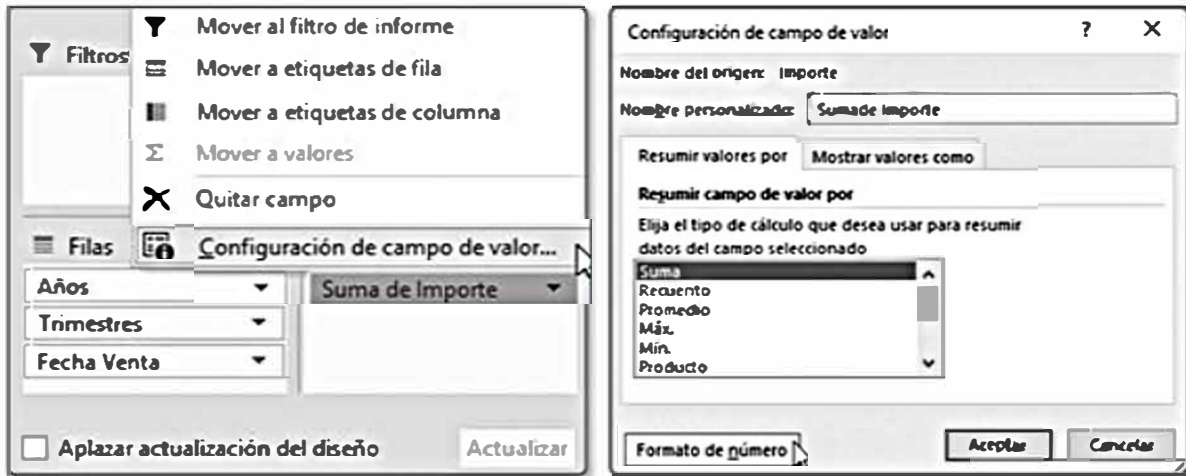 Mover al filtro de informe
Filtros
Mover a etiquetas de fila
Mover a etiquetas de columna
Σ Mover a valores
Quitar campo
Filas
Configuración de campo de valor...
Años
Suma de Importe
Trimestres
Fecha Venta
Aplazar actualización del diseño
Actualizar
Configuración de campo de valor ? X
Nombre del origen: Importe
Nombre personalizado: Suma de Importe
Resumir valores por
Mostrar valores como
Resumir campo de valor por
Elija el tipo de cálculo que desea usar para resumir
datos del campo seleccionado
Suma
Recuento
Promedio
Máx.
Mín.
Producto
Formato de número
Aceptar
Cancelar